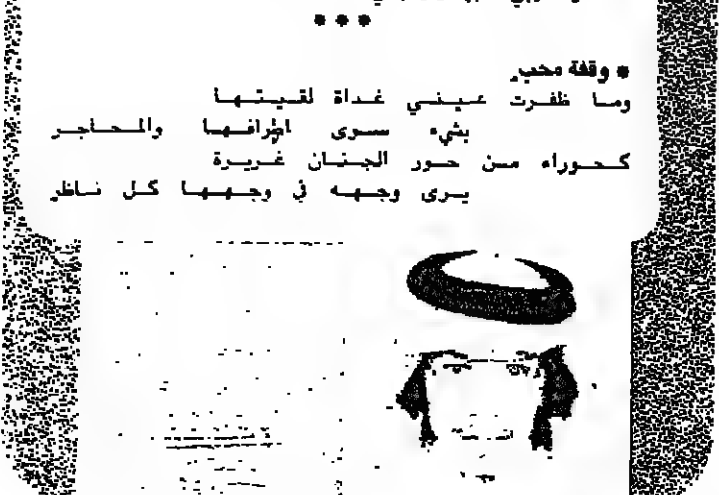 * * *
* وقفة محب
وما ظفرت عيني غداة لقيتها
بشيء سوى اطرافها والمحاجر
كحوراء من حور الجنان غريرة
يرى وجهه في وجهها كل ناظر